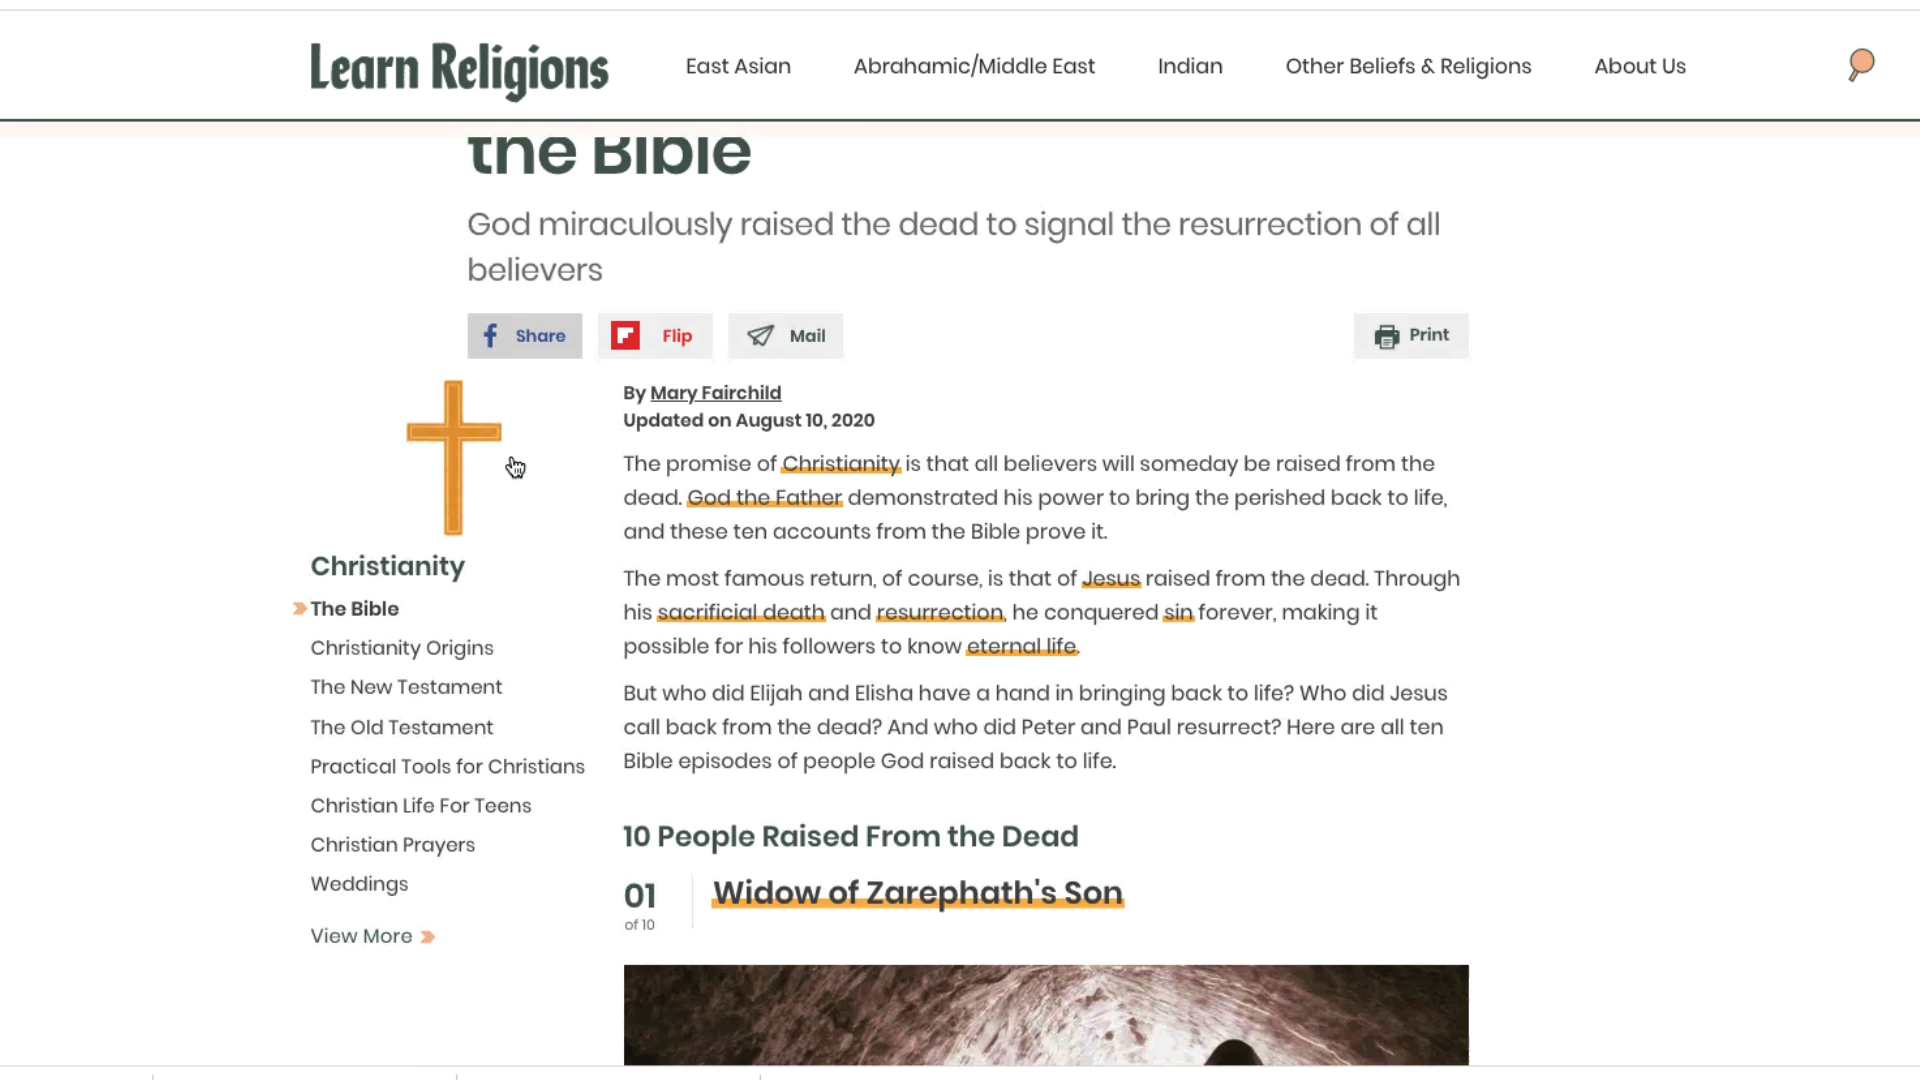 Learn Religions
East Asian
Abrahamic/Middle East
Indian
Other Beliefs & Religions
About Us
the Bible
God miraculously raised the dead to signal the resurrection of all
believers
Share
Flip
Mail
Print
By Mary Fairchild
Updated on August 10, 2020
The promise of Christianity is that all believers will someday be raised from the
dead. God the Father demonstrated his power to bring the perished back to life,
and these ten accounts from the Bible prove it.
The most famous return, of course, is that of Jesus raised from the dead. Through
his sacrificial death and resurrection, he conquered sin forever, making it
possible for his followers to know eternal life.
But who did Elijah and Elisha have a hand in bringing back to life? Who did Jesus
call back from the dead? And who did Peter and Paul resurrect? Here are all ten
Bible episodes of people God raised back to life.
Christianity
The Bible
Christianity Origins
The New Testament
The Old Testament
Practical Tools for Christians
Christian Life For Teens
Christian Prayers
Weddings
View More
10 People Raised From the Dead
01
of 10
Widow of Zarephath's Son